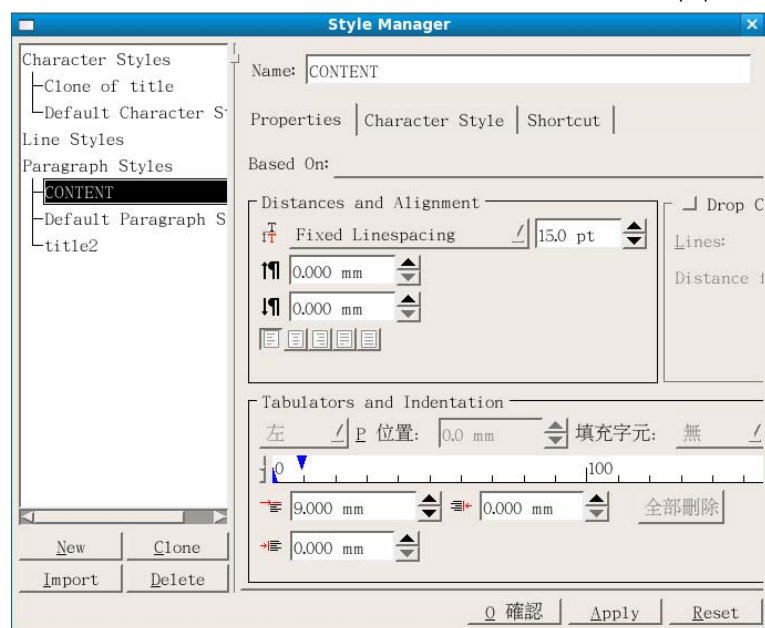 Style Manager
Character Styles
Clone of title
Default Character S
Line Styles
Paragraph Styles
CONTENT
Default Paragraph S
title2
New
Clone
Import
Delete
Name: CONTENT
Properties
Character Style
Shortcut
Based On:
Distances and Alignment
Fixed Linespacing
15.0 pt
0.000 mm
0.000 mm
Drop C
Lines:
Distance
Tabulators and Indentation
左
P 位置:
0.0 mm
填充字元:
無
0
100
9.000 mm
0.000 mm
全部刪除
0.000 mm
O 確認
Apply
Reset